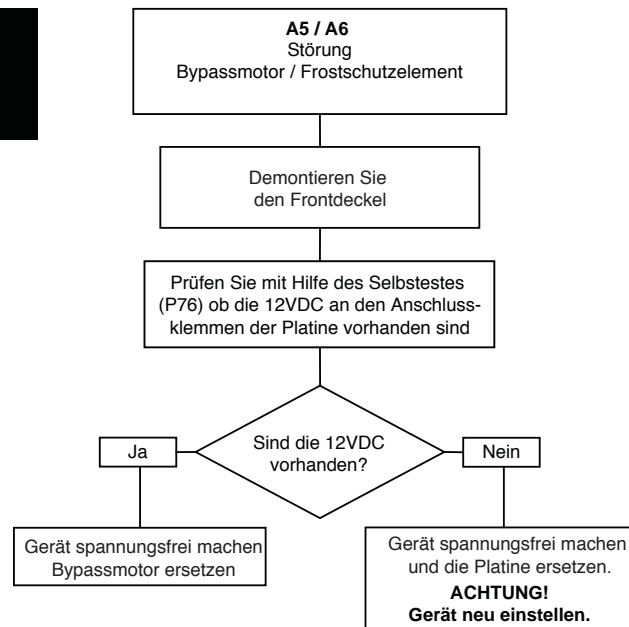 A5 / A6
Störung
Bypassmotor / Frostschutzelement
Demontieren Sie
den Frontdeckel
Prüfen Sie mit Hilfe des Selbstestes
(P76) ob die 12VDC an den Anschluss-
klemmen der Platine vorhanden sind
Sind die 12VDC
vorhanden?
Ja
Nein
Gerät spannungsfrei machen
Bypassmotor ersetzen
Gerät spannungsfrei machen
und die Platine ersetzen.
ACHTUNG!
Gerät neu einstellen.